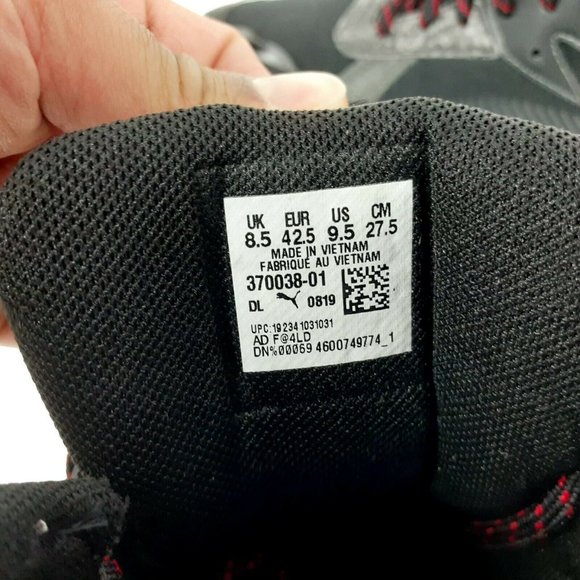 UK EUR US CM
8.5 42.5 9.5 27.5
MADE IN VIETNAM
FABRIQUÉ AU VIETNAM
370038-01
DL 0819
UPC:192341031031
AD F@4LD
DN%00069 4600749774_1